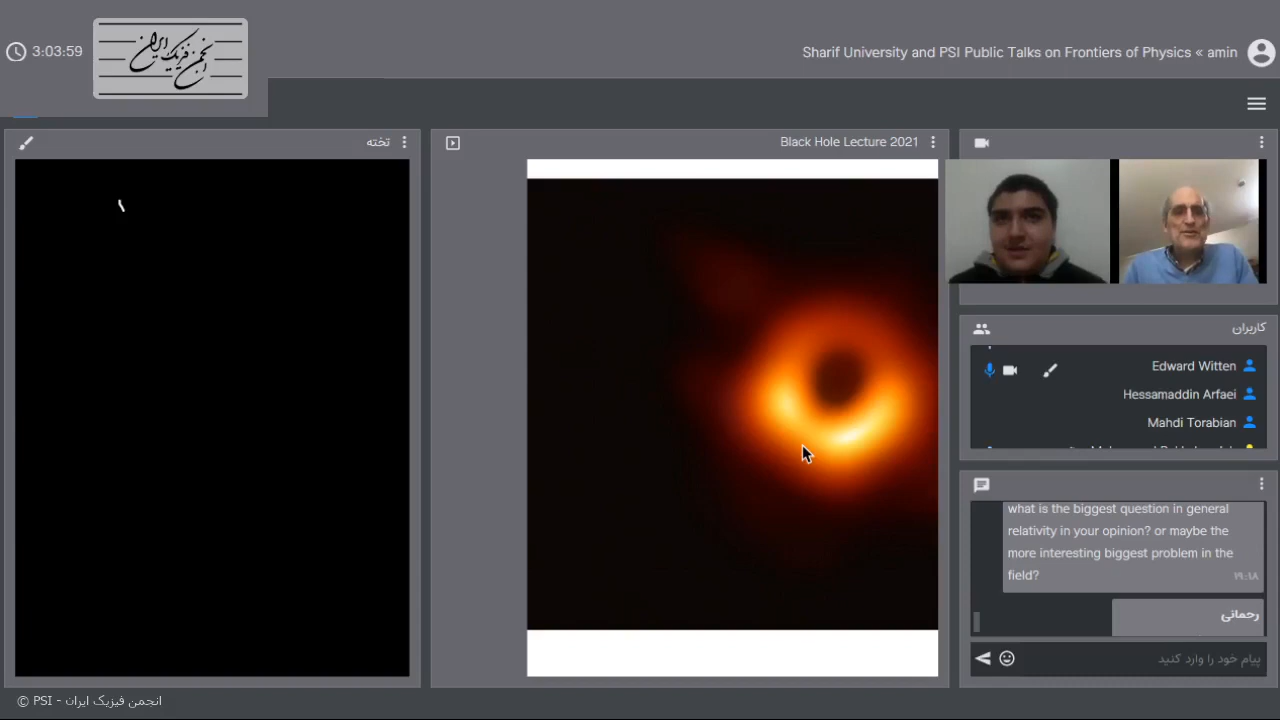 3:03:59
انجمن فیزیک ایران
Sharif University and PSI Public Talks on Frontiers of Physics « amin
تخته
Black Hole Lecture 2021
کاربران
Edward Witten
Hessamaddin Arfaei
Mahdi Torabian
what is the biggest question in general
relativity in your opinion? or maybe the
more interesting biggest problem in the
field?
۱۹:۱۸
رحمانی
پیام خود را وارد کنید
© PSI - انجمن فیزیک ایران